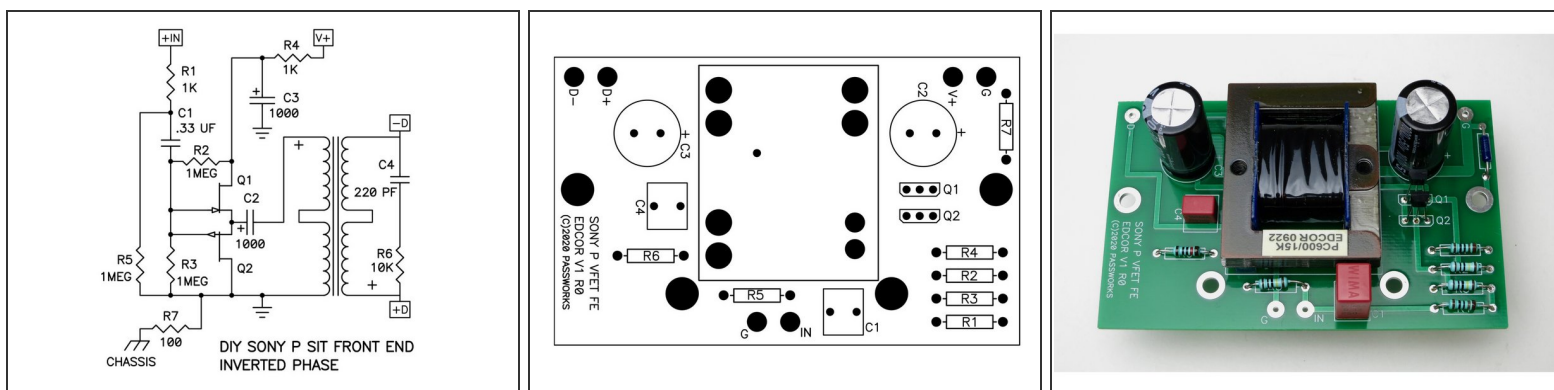 +IN
V+
R1
1K
R4
1K
C1
.33 UF
C3
1000
R2
1MEG
Q1
C2
1000
-D
C4
220 PF
R5
1MEG
R3
1MEG
Q2
R6
10K
+D
R7
100
CHASSIS
DIY SONY P SIT FRONT END
INVERTED PHASE
D-
D+
C2
V+
G
R7
C3
C4
Q1
Q2
SONY P VFET FE
EDCOR V1 R0
(C)2020 PASSWORKS
R6
R4
R2
R5
R3
C1
R1
G
IN
D
G
C3
C4
Q1
Q2
PC600/15K
EDCOR 0922
WIMA
SONY P VFET FE
EDCOR V1 R0
(C)2020 PASSWORKS
G
IN